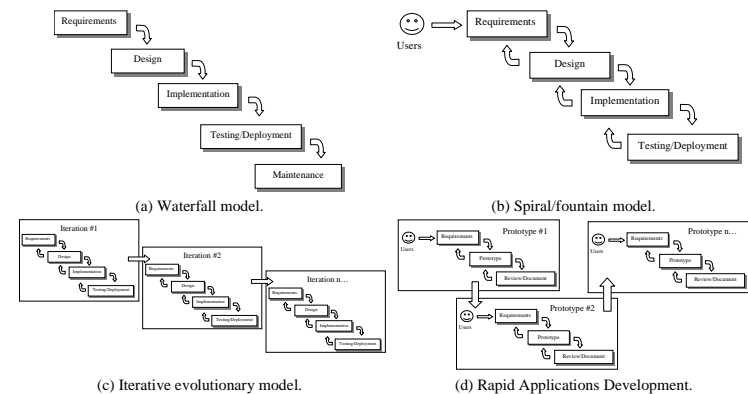 Requirements
Design
Implementation
Testing/Deployment
Maintenance
(a) Waterfall model.
Users
Requirements
Design
Implementation
Testing/Deployment
(b) Spiral/fountain model.
Iteration #1
Requirements
Design
Implementation
Testing/Deployment
Iteration #2
Requirements
Design
Implementation
Testing/Deployment
Iteration n…
Requirements
Design
Implementation
Testing/Deployment
(c) Iterative evolutionary model.
Prototype #1
Users
Requirements
Prototype
Review/Document
Prototype #2
Users
Requirements
Prototype
Review/Document
Prototype n…
Users
Requirements
Prototype
Review/Document
(d) Rapid Applications Development.